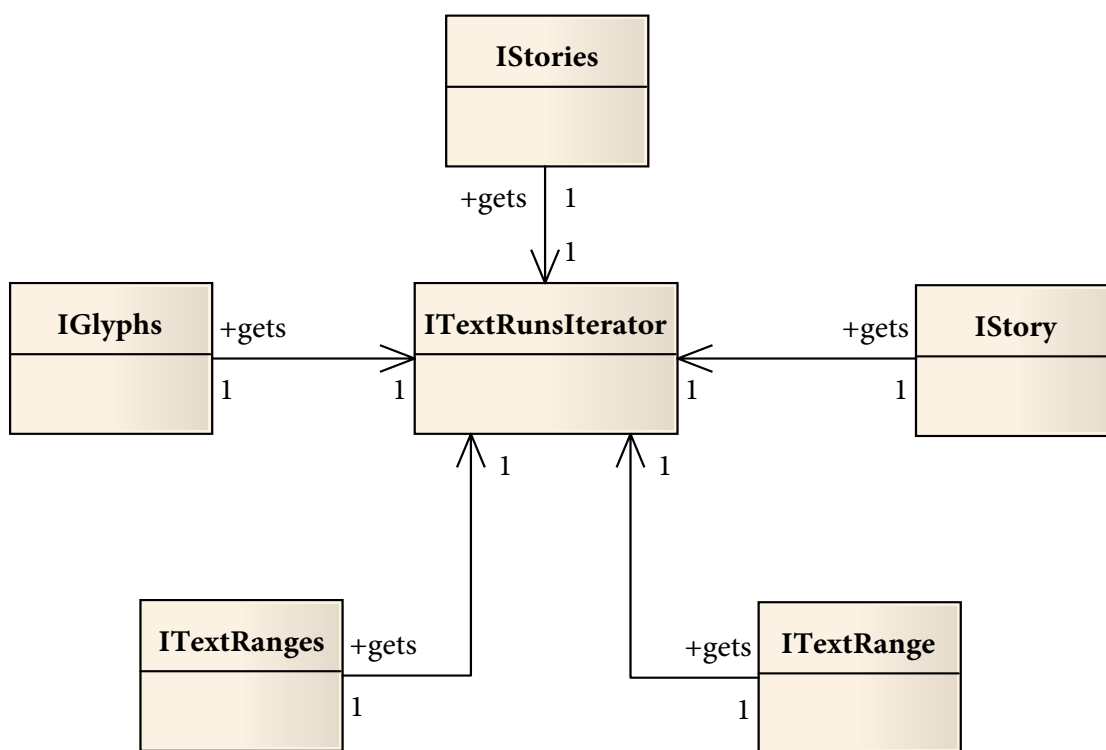 IStories
+gets 1
1
IGlyphs
+gets
1 1
ITextRunsIterator
IStory
+gets
1 1
1 1
ITextRanges
+gets
1
ITextRange
+gets
1